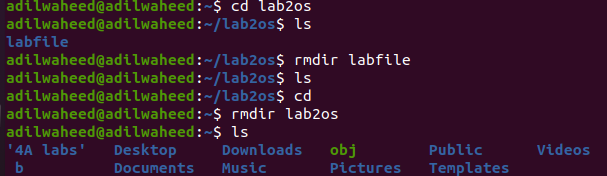 adilwaheed@adilwaheed:~$ cd lab2os
adilwaheed@adilwaheed:~/lab2os$ ls
labfile
adilwaheed@adilwaheed:~/lab2os$ rmdir labfile
adilwaheed@adilwaheed:~/lab2os$ ls
adilwaheed@adilwaheed:~/lab2os$ cd
adilwaheed@adilwaheed:~$ rmdir lab2os
adilwaheed@adilwaheed:~$ ls
'4A labs'   Desktop     Downloads   obj        Public      Videos
 b          Documents   Music       Pictures   Templates